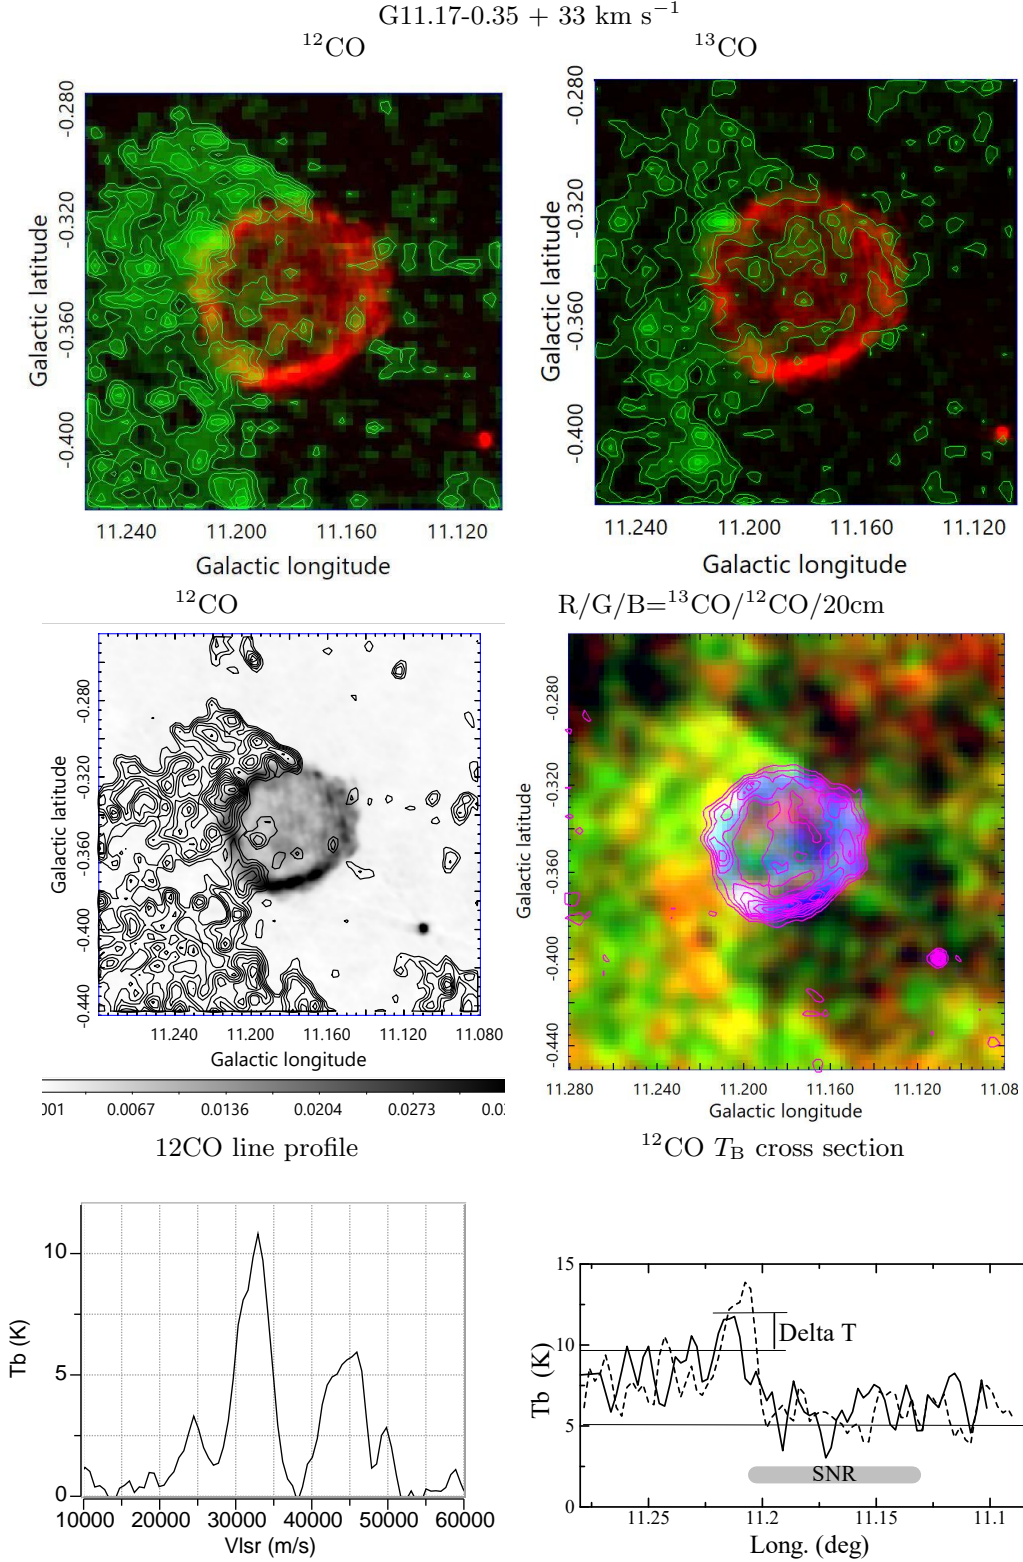 G11.17-0.35 + 33 km s⁻¹
¹²CO
¹³CO
-0.280
-0.320
-0.360
-0.400
Galactic latitude
11.240 11.200 11.160 11.120
Galactic longitude
-0.280
-0.320
-0.360
-0.400
Galactic latitude
11.240 11.200 11.160 11.120
Galactic longitude
¹²CO
R/G/B=¹³CO/¹²CO/20cm
-0.280
-0.320
-0.360
-0.400
-0.440
Galactic latitude
11.240 11.200 11.160 11.120 11.080
Galactic longitude
001 0.0067 0.0136 0.0204 0.0273
-0.280
-0.320
-0.360
-0.400
-0.440
Galactic latitude
11.280 11.240 11.200 11.160 11.120 11.08
Galactic longitude
12CO line profile
¹²CO T_B cross section
10
5
0
Tb (K)
10000 20000 30000 40000 50000 60000
Vlsr (m/s)
15
10
5
0
Tb (K)
Delta T
SNR
11.25 11.2 11.15 11.1
Long. (deg)